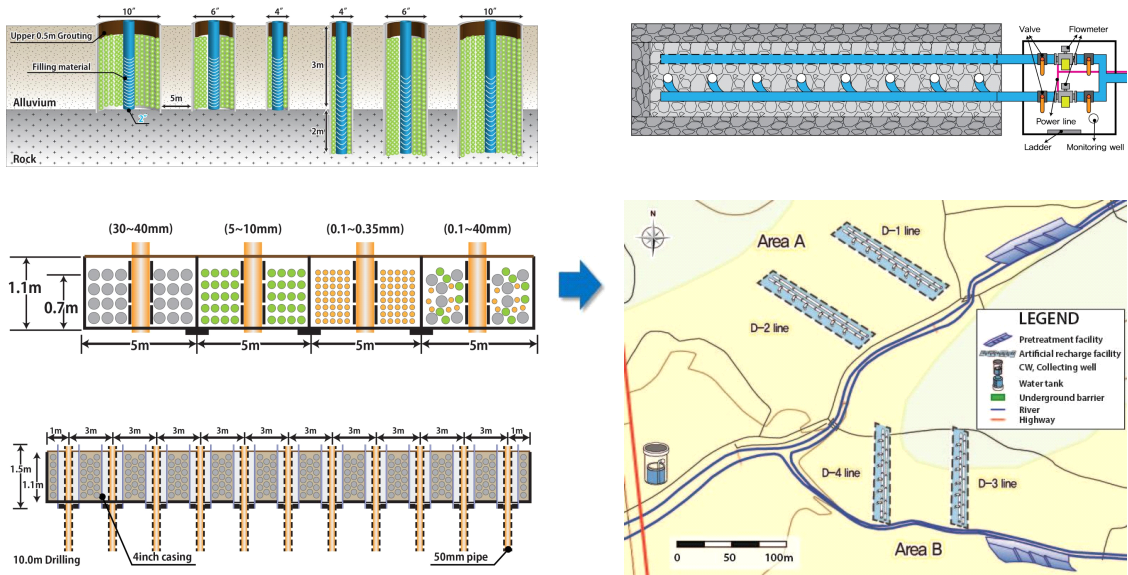 10"
6"
4"
4"
6"
10"
Upper 0.5m Grouting
Filling material
3m
Alluvium
5m
2"
2m
Rock
Valve
Flowmeter
Power line
Ladder
Monitoring well
(30~40mm)
(5~10mm)
(0.1~0.35mm)
(0.1~40mm)
1.1m
0.7m
5m
5m
5m
5m
1m
3m
3m
3m
3m
3m
3m
3m
3m
3m
3m
1m
1.5m
1.1m
10.0m Drilling
4inch casing
50mm pipe
N
Area A
D-1 line
D-2 line
LEGEND
Pretreatment facility
Artificial recharge facility
CW, Collecting well
Water tank
Underground barrier
River
Highway
D-4 line
D-3 line
Area B
0 50 100m